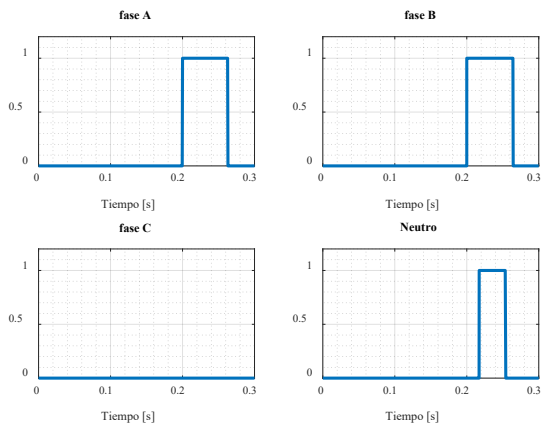 fase A
fase B
1
0.5
0
0 0.1 0.2 0.3
Tiempo [s]
1
0.5
0
0 0.1 0.2 0.3
Tiempo [s]
fase C
Neutro
1
0.5
0
0 0.1 0.2 0.3
Tiempo [s]
1
0.5
0
0 0.1 0.2 0.3
Tiempo [s]